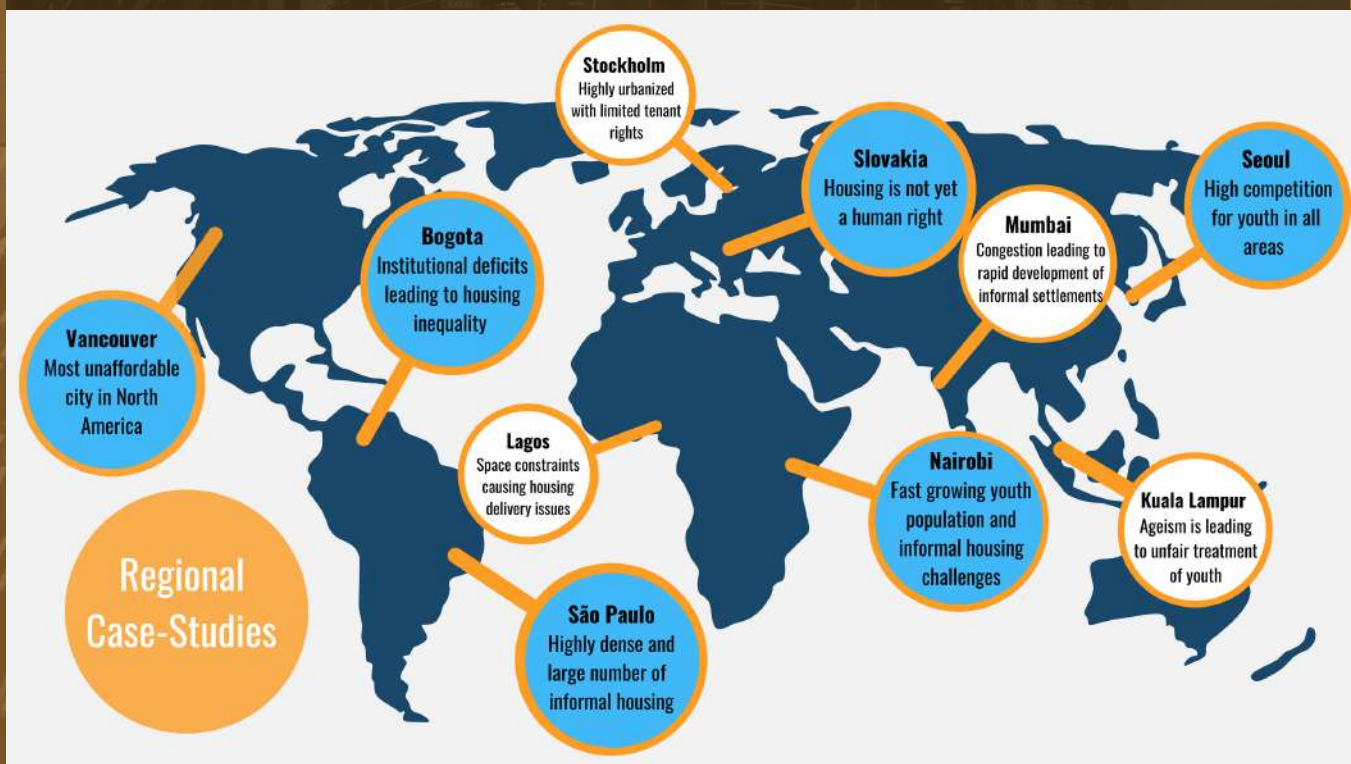 Stockholm
Highly urbanized
with limited tenant
rights
Slovakia
Housing is not yet
a human right
Seoul
High competition
for youth in all
areas
Bogota
Institutional deficits
leading to housing
inequality
Mumbai
Congestion leading to
rapid development of
informal settlements
Vancouver
Most unaffordable
city in North
America
Lagos
Space constraints
causing housing
delivery issues
Nairobi
Fast growing youth
population and
informal housing
challenges
Kuala Lampur
Ageism is leading
to unfair treatment
of youth
Regional
Case-Studies
São Paulo
Highly dense and
large number of
informal housing